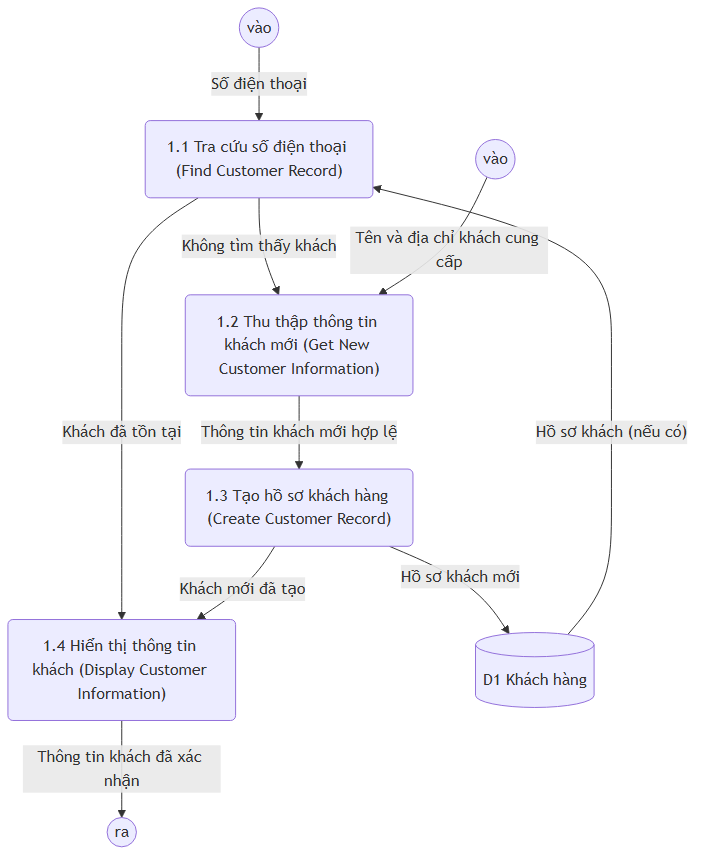 vào
Số điện thoại
1.1 Tra cứu số điện thoại
(Find Customer Record)
vào
Không tìm thấy khách
Tên và địa chỉ khách cung
cấp
1.2 Thu thập thông tin
khách mới (Get New
Customer Information)
Khách đã tồn tại
Thông tin khách mới hợp lệ
Hồ sơ khách (nếu có)
1.3 Tạo hồ sơ khách hàng
(Create Customer Record)
Khách mới đã tạo
Hồ sơ khách mới
1.4 Hiển thị thông tin
khách (Display Customer
Information)
D1 Khách hàng
Thông tin khách đã xác
nhận
ra